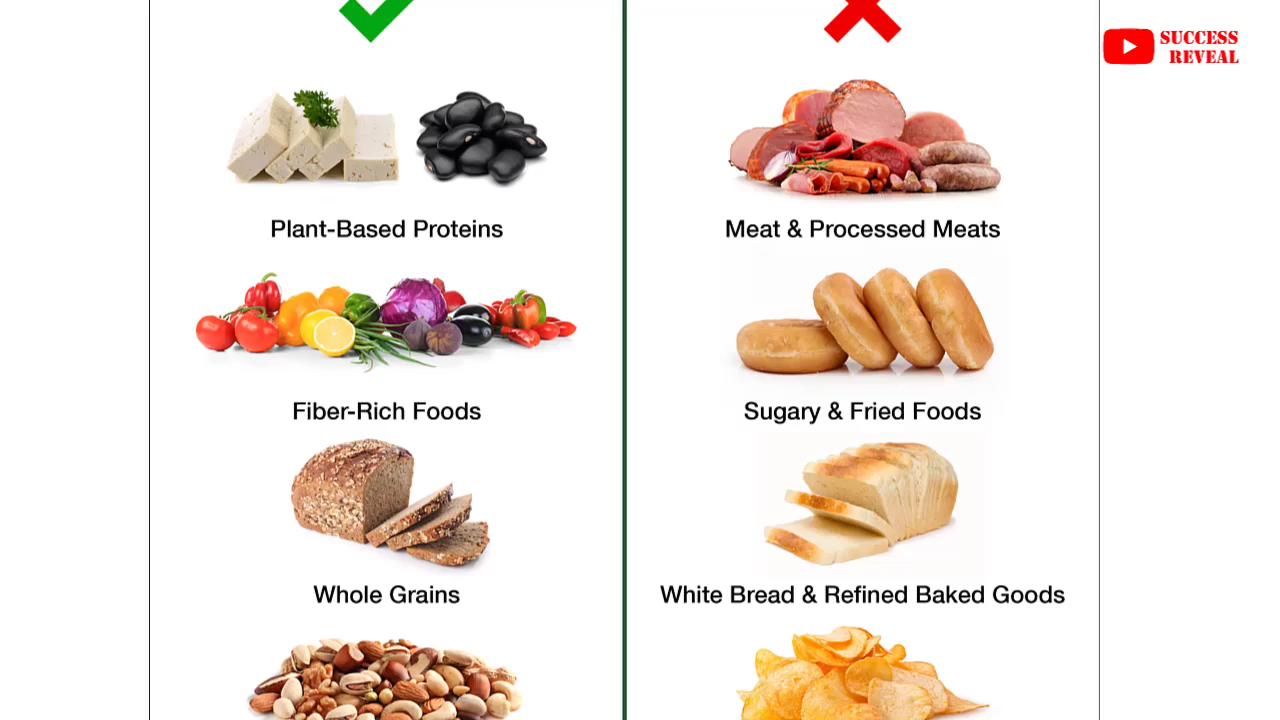 SUCCESS
REVEAL
Plant-Based Proteins
Meat & Processed Meats
Fiber-Rich Foods
Sugary & Fried Foods
Whole Grains
White Bread & Refined Baked Goods